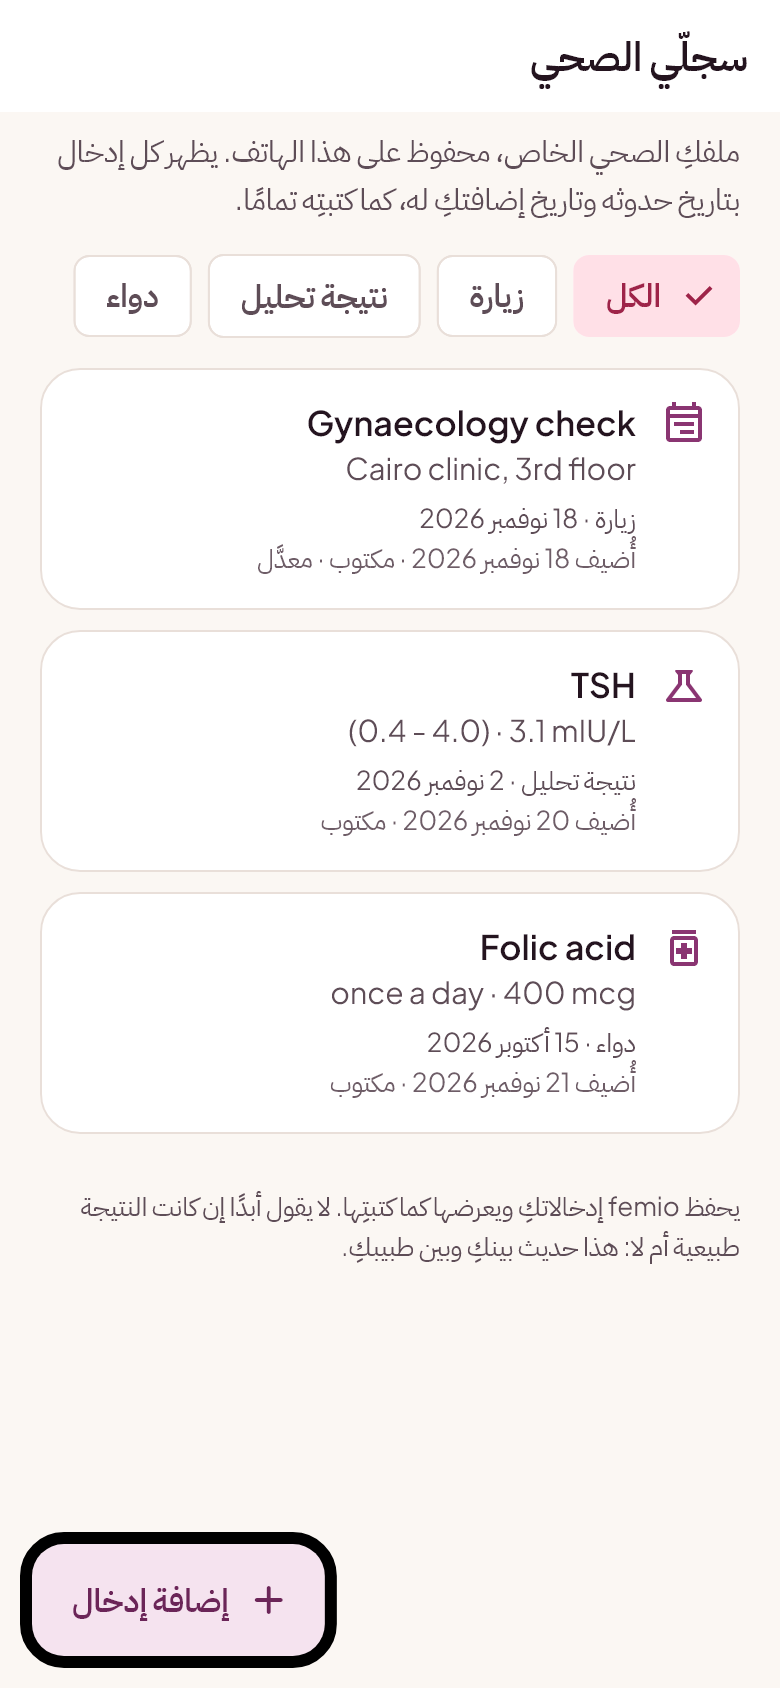 سجلّي الصحي
ملفكِ الصحي الخاص، محفوظ على هذا الهاتف. يظهر كل إدخال
بتاريخ حدوثه وتاريخ إضافتكِ له، كما كتبتِه تمامًا.
الكل
زيارة
نتيجة تحليل
دواء
Gynaecology check
Cairo clinic, 3rd floor
زيارة · 18 نوفمبر 2026
أُضيف 18 نوفمبر 2026 · مكتوب · معدَّل
TSH
(0.4 – 4.0) · 3.1 mIU/L
نتيجة تحليل · 2 نوفمبر 2026
أُضيف 20 نوفمبر 2026 · مكتوب
Folic acid
once a day · 400 mcg
دواء · 15 أكتوبر 2026
أُضيف 21 نوفمبر 2026 · مكتوب
يحفظ femio إدخالاتكِ ويعرضها كما كتبتِها. لا يقول أبدًا إن كانت النتيجة
طبيعية أم لا: هذا حديث بينكِ وبين طبيبكِ.
إضافة إدخال